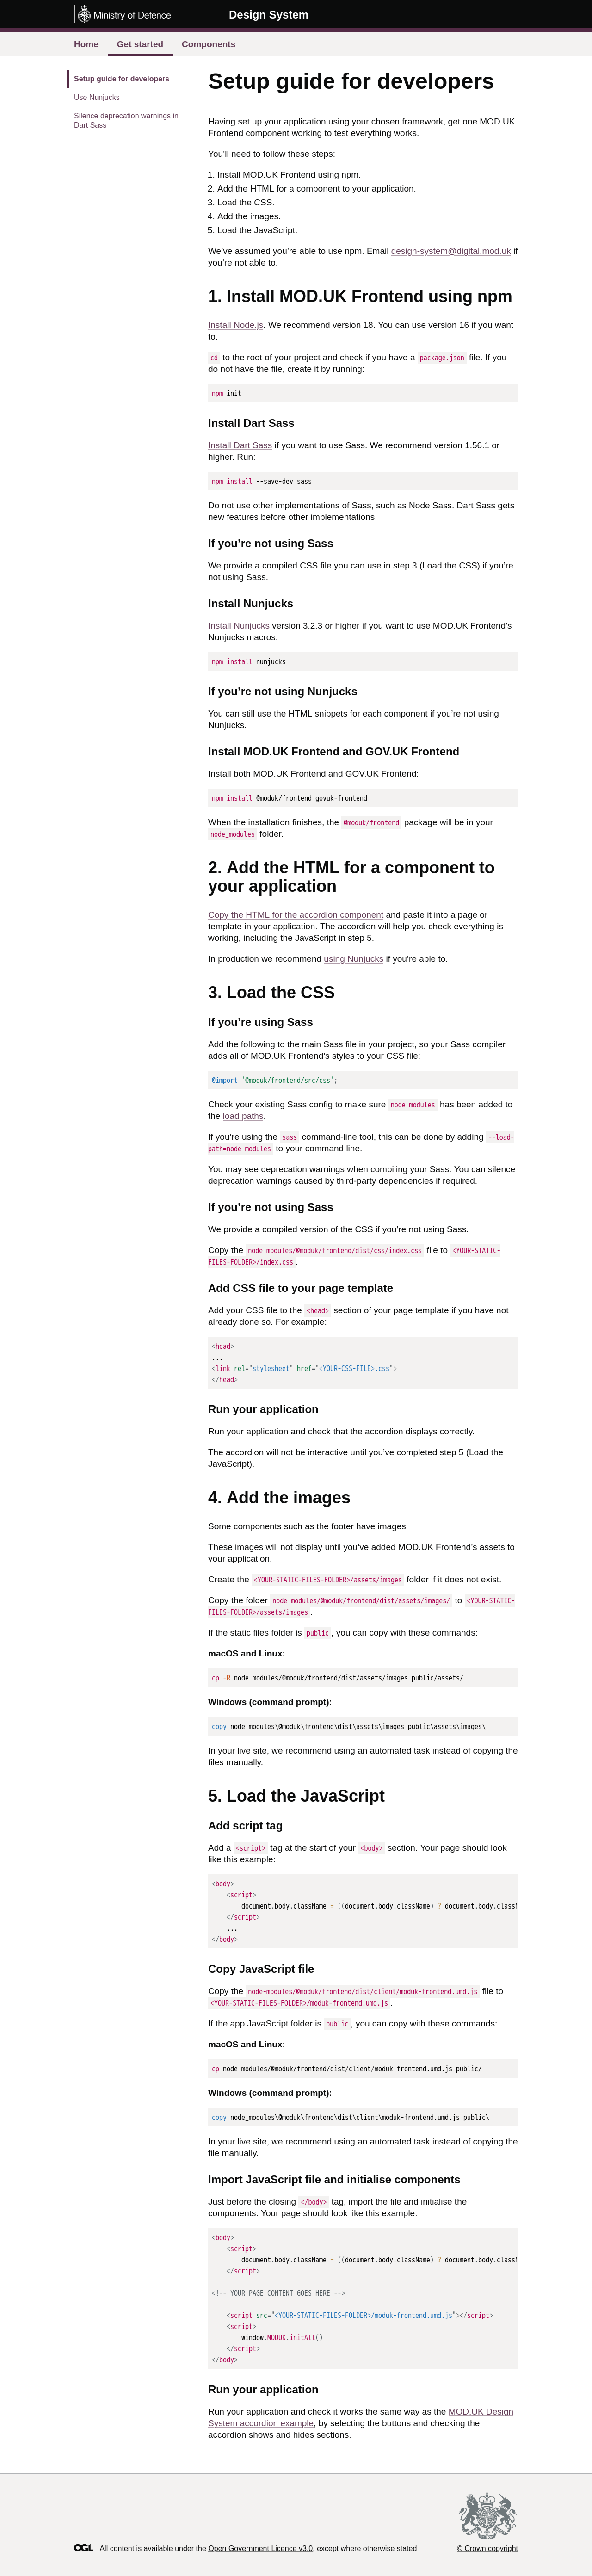 Ministry of Defence
Design System
Home
Get started
Components
Setup guide for developers
Use Nunjucks
Silence deprecation warnings in
Dart Sass
Setup guide for developers
Having set up your application using your chosen framework, get one MOD.UK
Frontend component working to test everything works.
You’ll need to follow these steps:
1. Install MOD.UK Frontend using npm.
2. Add the HTML for a component to your application.
3. Load the CSS.
4. Add the images.
5. Load the JavaScript.
We’ve assumed you’re able to use npm. Email design-system@digital.mod.uk if
you’re not able to.
1. Install MOD.UK Frontend using npm
Install Node.js. We recommend version 18. You can use version 16 if you want
to.
cd to the root of your project and check if you have a package.json file. If you
do not have the file, create it by running:
npm init
Install Dart Sass
Install Dart Sass if you want to use Sass. We recommend version 1.56.1 or
higher. Run:
npm install --save-dev sass
Do not use other implementations of Sass, such as Node Sass. Dart Sass gets
new features before other implementations.
If you’re not using Sass
We provide a compiled CSS file you can use in step 3 (Load the CSS) if you’re
not using Sass.
Install Nunjucks
Install Nunjucks version 3.2.3 or higher if you want to use MOD.UK Frontend’s
Nunjucks macros:
npm install nunjucks
If you’re not using Nunjucks
You can still use the HTML snippets for each component if you’re not using
Nunjucks.
Install MOD.UK Frontend and GOV.UK Frontend
Install both MOD.UK Frontend and GOV.UK Frontend:
npm install @moduk/frontend govuk-frontend
When the installation finishes, the @moduk/frontend package will be in your
node_modules folder.
2. Add the HTML for a component to
your application
Copy the HTML for the accordion component and paste it into a page or
template in your application. The accordion will help you check everything is
working, including the JavaScript in step 5.
In production we recommend using Nunjucks if you’re able to.
3. Load the CSS
If you’re using Sass
Add the following to the main Sass file in your project, so your Sass compiler
adds all of MOD.UK Frontend’s styles to your CSS file:
@import '@moduk/frontend/src/css';
Check your existing Sass config to make sure node_modules has been added to
the load paths.
If you’re using the sass command-line tool, this can be done by adding --load-
path=node_modules to your command line.
You may see deprecation warnings when compiling your Sass. You can silence
deprecation warnings caused by third-party dependencies if required.
If you’re not using Sass
We provide a compiled version of the CSS if you’re not using Sass.
Copy the node_modules/@moduk/frontend/dist/css/index.css file to <YOUR-STATIC-
FILES-FOLDER>/index.css.
Add CSS file to your page template
Add your CSS file to the <head> section of your page template if you have not
already done so. For example:
<head>
...
<link rel="stylesheet" href="<YOUR-CSS-FILE>.css">
</head>
Run your application
Run your application and check that the accordion displays correctly.
The accordion will not be interactive until you’ve completed step 5 (Load the
JavaScript).
4. Add the images
Some components such as the footer have images
These images will not display until you’ve added MOD.UK Frontend’s assets to
your application.
Create the <YOUR-STATIC-FILES-FOLDER>/assets/images folder if it does not exist.
Copy the folder node_modules/@moduk/frontend/dist/assets/images/ to <YOUR-STATIC-
FILES-FOLDER>/assets/images.
If the static files folder is public, you can copy with these commands:
macOS and Linux:
cp -R node_modules/@moduk/frontend/dist/assets/images public/assets/
Windows (command prompt):
copy node_modules\@moduk\frontend\dist\assets\images public\assets\images\
In your live site, we recommend using an automated task instead of copying the
files manually.
5. Load the JavaScript
Add script tag
Add a <script> tag at the start of your <body> section. Your page should look
like this example:
<body>
<script>
document.body.className = ((document.body.className) ? document.body.class
</script>
...
</body>
Copy JavaScript file
Copy the node-modules/@moduk/frontend/dist/client/moduk-frontend.umd.js file to
<YOUR-STATIC-FILES-FOLDER>/moduk-frontend.umd.js.
If the app JavaScript folder is public, you can copy with these commands:
macOS and Linux:
cp node_modules/@moduk/frontend/dist/client/moduk-frontend.umd.js public/
Windows (command prompt):
copy node_modules\@moduk\frontend\dist\client\moduk-frontend.umd.js public\
In your live site, we recommend using an automated task instead of copying the
file manually.
Import JavaScript file and initialise components
Just before the closing </body> tag, import the file and initialise the
components. Your page should look like this example:
<body>
<script>
document.body.className = ((document.body.className) ? document.body.class
</script>
<!-- YOUR PAGE CONTENT GOES HERE -->
<script src="<YOUR-STATIC-FILES-FOLDER>/moduk-frontend.umd.js"></script>
<script>
window.MODUK.initAll()
</script>
</body>
Run your application
Run your application and check it works the same way as the MOD.UK Design
System accordion example, by selecting the buttons and checking the
accordion shows and hides sections.
OGL All content is available under the Open Government Licence v3.0, except where otherwise stated
© Crown copyright